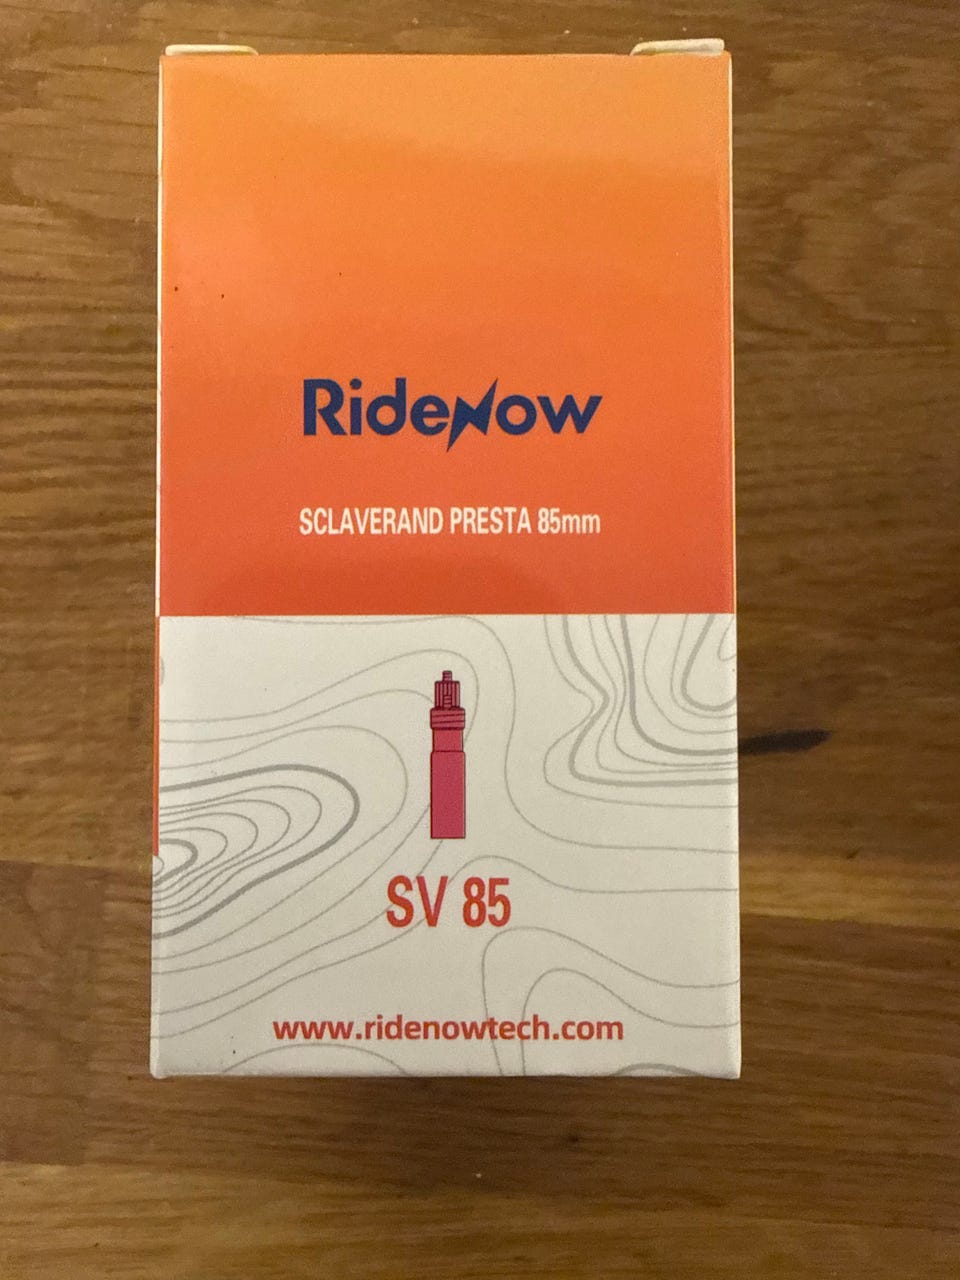 RideNow
SCLAVERAND PRESTA 85mm
SV 85
www.ridenowtech.com